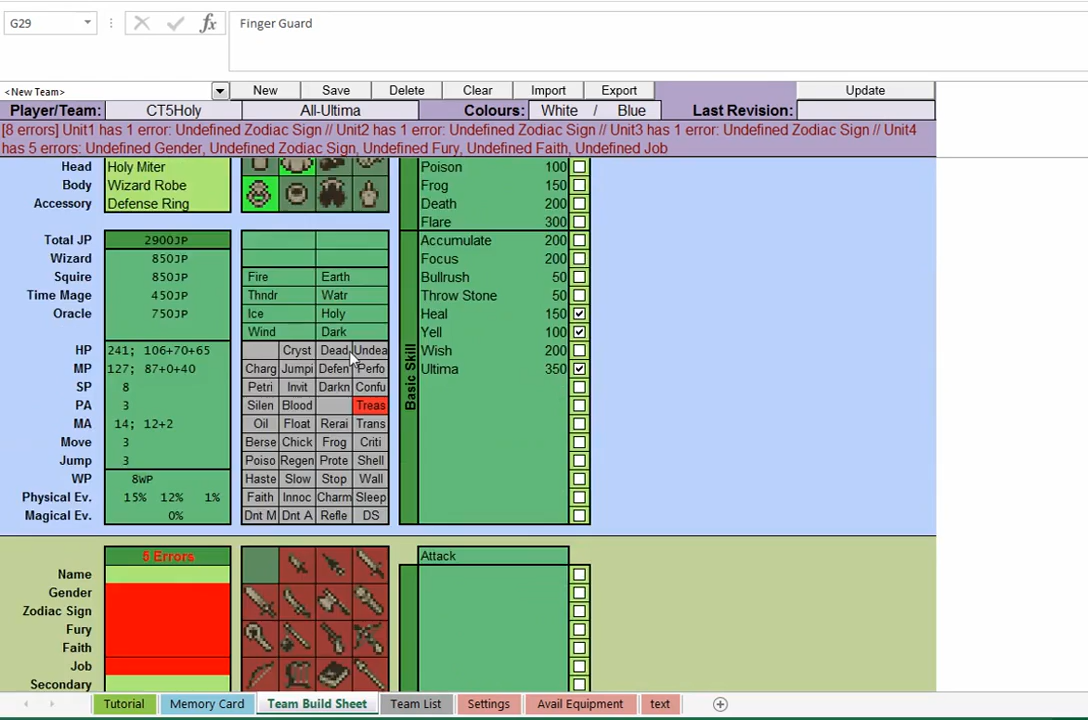 G29 Finger Guard
<New Team> New Save Delete Clear Import Export Update
Player/Team: CT5Holy All-Ultima Colours: White / Blue Last Revision:
[8 errors] Unit1 has 1 error: Undefined Zodiac Sign // Unit2 has 1 error: Undefined Zodiac Sign // Unit3 has 1 error: Undefined Zodiac Sign // Unit4
has 5 errors: Undefined Gender, Undefined Zodiac Sign, Undefined Fury, Undefined Faith, Undefined Job
Head Holy Miter Poison 100
Body Wizard Robe Frog 150
Accessory Defense Ring Death 200
Flare 300
Total JP 2900JP Accumulate 200
Wizard 850JP Focus 200
Squire 850JP Fire Earth Bullrush 50
Time Mage 450JP Thndr Watr Throw Stone 50
Oracle 750JP Ice Holy Heal 150
Wind Dark Yell 100
HP 241; 106+70+65 Cryst Dead Undea Wish 200
MP 127; 87+0+40 Charg Jumpi Defen Perfo Ultima 350
SP 8 Petri Invit Darkn Confu
PA 3 Silen Blood Treas
MA 14; 12+2 Oil Float Rerai Trans
Move 3 Berse Chick Frog Criti
Jump 3 Poiso Regen Prote Shell
WP 8WP Haste Slow Stop Wall
Physical Ev. 15% 12% 1% Faith Innoc Charm Sleep
Magical Ev. 0% Dnt M Dnt A Refle DS
Basic Skill
5 Errors Attack
Name
Gender
Zodiac Sign
Fury
Faith
Job
Secondary
Tutorial Memory Card Team Build Sheet Team List Settings Avail Equipment text